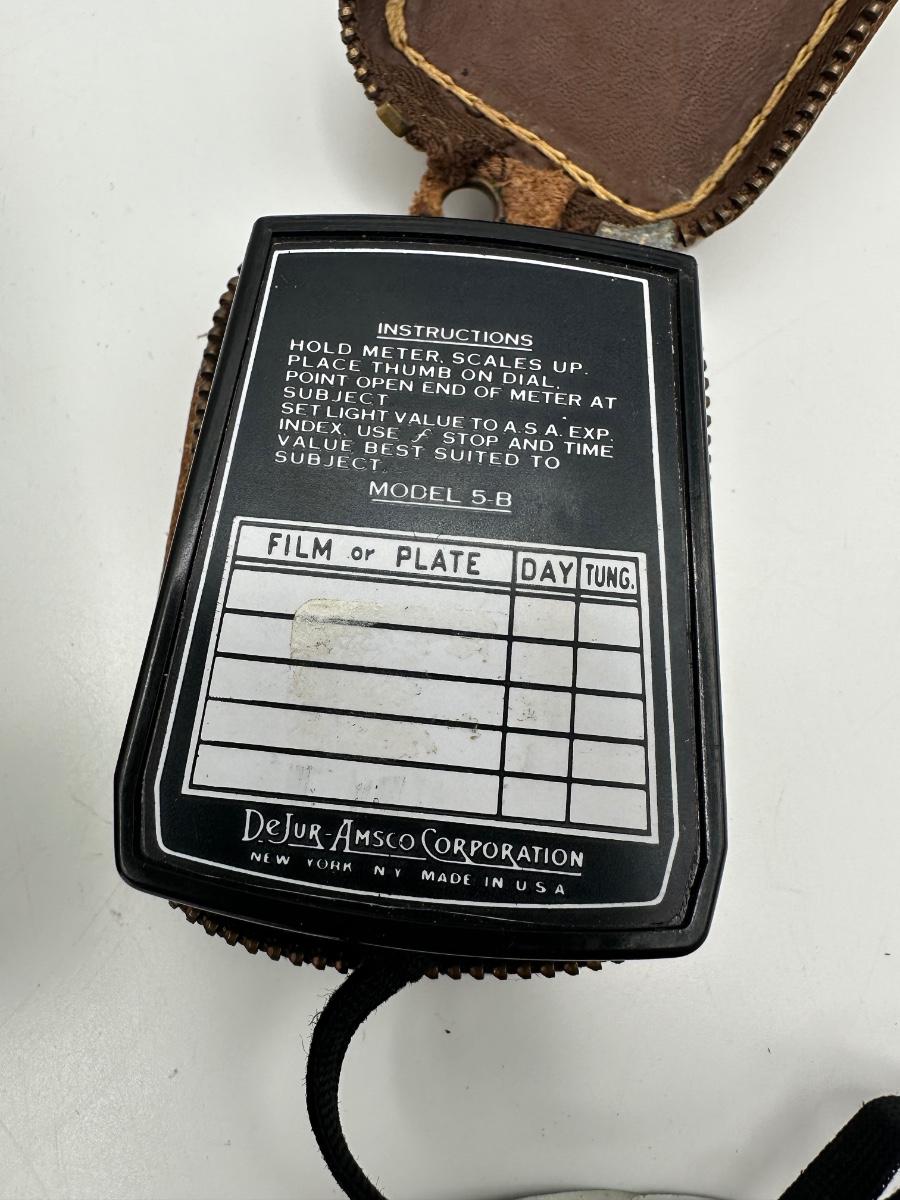 INSTRUCTIONS
HOLD METER, SCALES UP.
PLACE THUMB ON DIAL.
POINT OPEN END OF METER AT
SUBJECT
SET LIGHT VALUE TO A.S.A. EXP.
INDEX, USE f STOP AND TIME
VALUE BEST SUITED TO
SUBJECT.
MODEL 5-B
FILM or PLATE DAY TUNG.
DeJUR-AMSCO CORPORATION
NEW YORK NY MADE IN USA